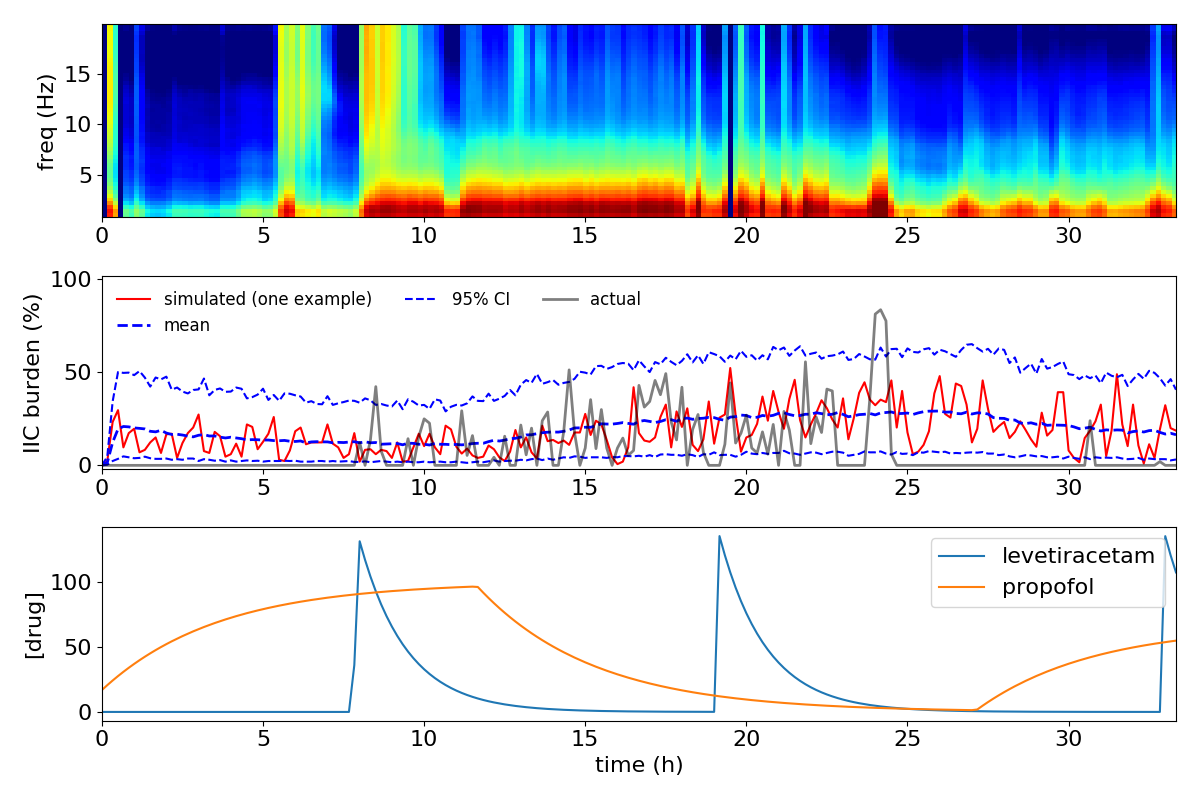 freq (Hz)
15
10
5
0 5 10 15 20 25 30
IIC burden (%)
100
50
0
simulated (one example) 95% CI actual
mean
0 5 10 15 20 25 30
[drug]
100
50
0
levetiracetam
propofol
0 5 10 15 20 25 30
time (h)